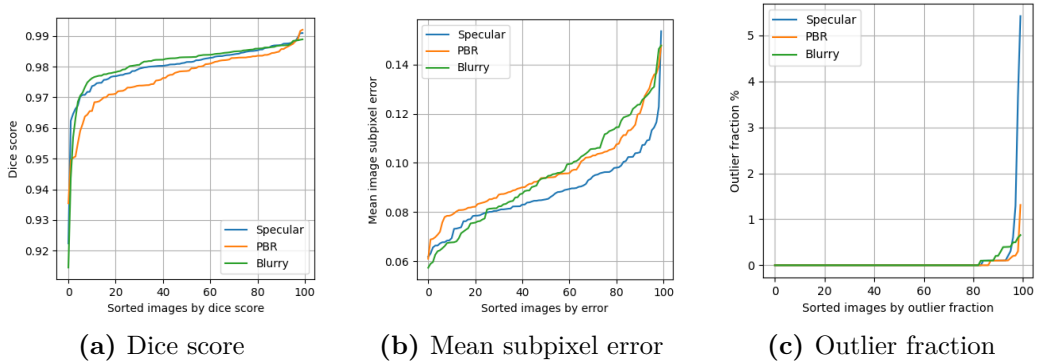 0.99
0.98
0.97
0.96
0.95
0.94
0.93
0.92
Dice score
Specular
PBR
Blurry
0 20 40 60 80 100
Sorted images by dice score
(a) Dice score
Specular
PBR
Blurry
0.14
0.12
0.10
0.08
0.06
Mean image subpixel error
0 20 40 60 80 100
Sorted images by error
(b) Mean subpixel error
Specular
PBR
Blurry
5
4
3
2
1
0
Outlier fraction %
0 20 40 60 80 100
Sorted images by outlier fraction
(c) Outlier fraction